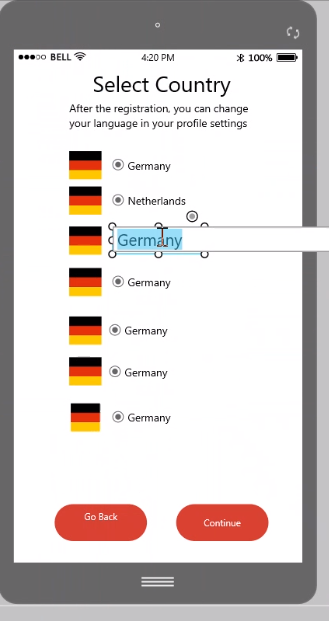 BELL 4:20 PM 100%
Select Country
After the registration, you can change
your language in your profile settings
Germany
Netherlands
Germany
Germany
Germany
Germany
Germany
Go Back
Continue